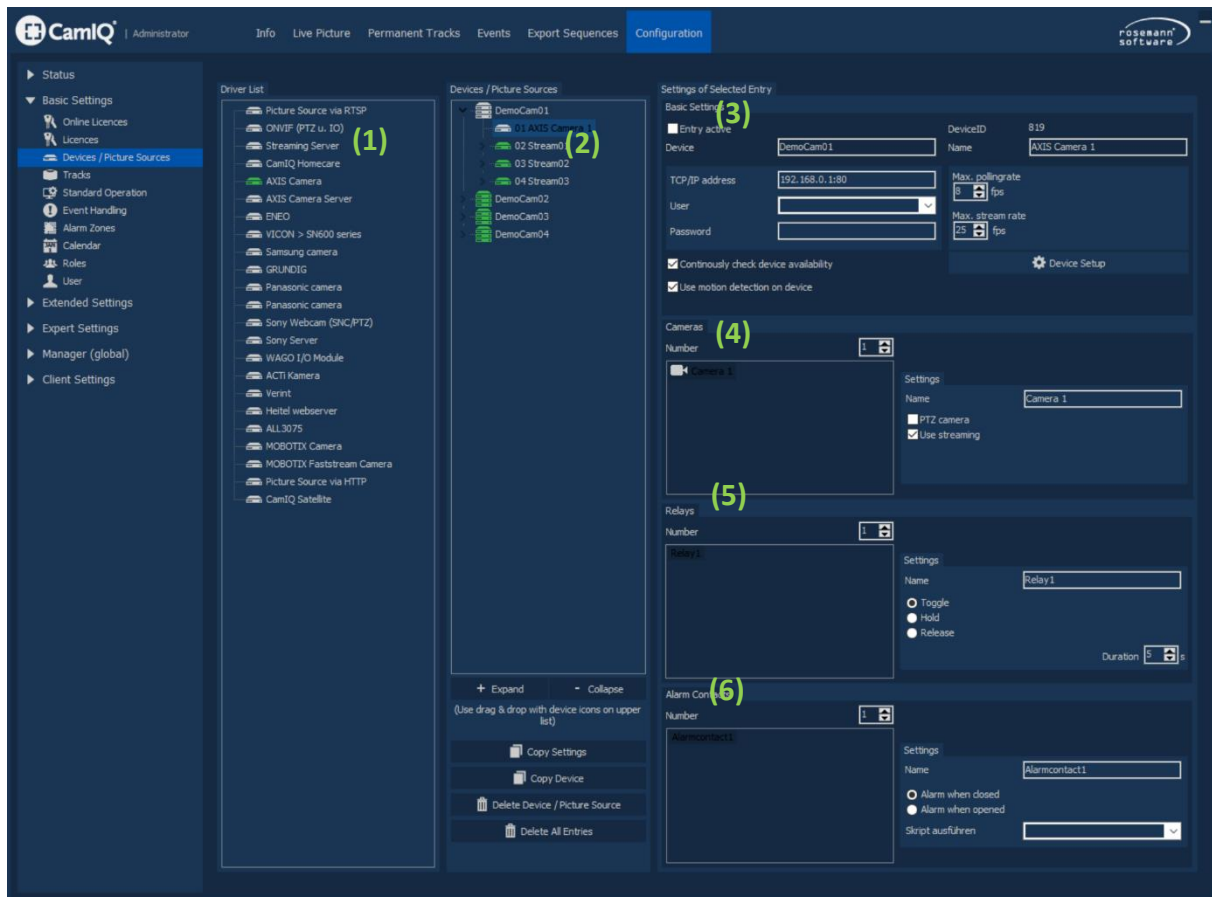 CamIQ | Administrator
Info Live Picture Permanent Tracks Events Export Sequences Configuration
rosemann software
Status
Basic Settings
Online Licences
Licences
Devices / Picture Sources
Tracks
Standard Operation
Event Handling
Alarm Zones
Calendar
Roles
User
Extended Settings
Expert Settings
Manager (global)
Client Settings
Driver List
(1)
Picture Source via RTSP
ONVIF (PTZ u. IO)
Streaming Server
CamIQ Homecare
AXIS Camera
AXIS Camera Server
ENEO
VICON > SN600 series
Samsung camera
GRUNDIG
Panasonic camera
Panasonic camera
Sony Webcam (SNC/PTZ)
Sony Server
WAGO I/O Module
ACTi Kamera
Verint
Heitel webserver
ALL3075
MOBOTIX Camera
MOBOTIX Faststream Camera
Picture Source via HTTP
CamIQ Satellite
Devices / Picture Sources
(2)
DemoCam01
01 AXIS Camera 1
02 Stream01
03 Stream02
04 Stream03
DemoCam02
DemoCam03
DemoCam04
+ Expand - Collapse
(Use drag & drop with device icons on upper
list)
Copy Settings
Copy Device
Delete Device / Picture Source
Delete All Entries
Settings of Selected Entry
Basic Settings
(3)
Entry active DeviceID 819
Device DemoCam01 Name AXIS Camera 1
TCP/IP address 192.168.0.1:80 Max. pollingrate
8 fps
User
Max. stream rate
Password 25 fps
Continously check device availability Device Setup
Use motion detection on device
Cameras
(4)
Number 1
Camera 1
Settings
Name Camera 1
PTZ camera
Use streaming
(5)
Relays
Number 1
Relay1
Settings
Name Relay1
Toggle
Hold
Release
Duration 5 s
Alarm Contacts
(6)
Number 1
Alarmcontact1
Settings
Name Alarmcontact1
Alarm when closed
Alarm when opened
Skript ausführen